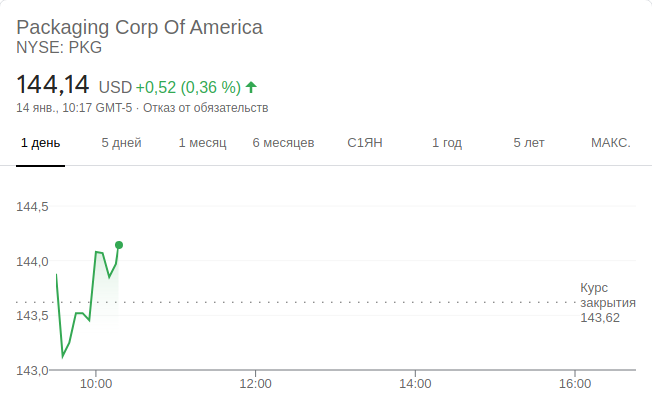 Packaging Corp Of America
NYSE: PKG
144,14 USD +0,52 (0,36 %)
14 янв., 10:17 GMT-5 · Отказ от обязательств
1 день 5 дней 1 месяц 6 месяцев С1ЯН 1 год 5 лет МАКС.
144,5
144,0
Курс
закрытия
143,62
143,5
143,0
10:00 12:00 14:00 16:00